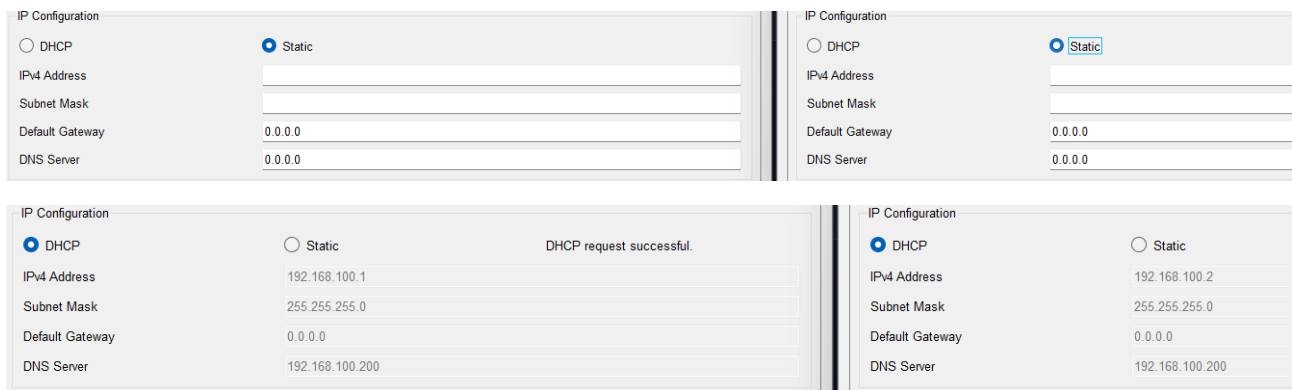 IP Configuration
DHCP Static
IPv4 Address
Subnet Mask
Default Gateway 0.0.0.0
DNS Server 0.0.0.0
IP Configuration
DHCP Static
IPv4 Address
Subnet Mask
Default Gateway 0.0.0.0
DNS Server 0.0.0.0
IP Configuration
DHCP Static DHCP request successful.
IPv4 Address 192.168.100.1
Subnet Mask 255.255.255.0
Default Gateway 0.0.0.0
DNS Server 192.168.100.200
IP Configuration
DHCP Static
IPv4 Address 192.168.100.2
Subnet Mask 255.255.255.0
Default Gateway 0.0.0.0
DNS Server 192.168.100.200